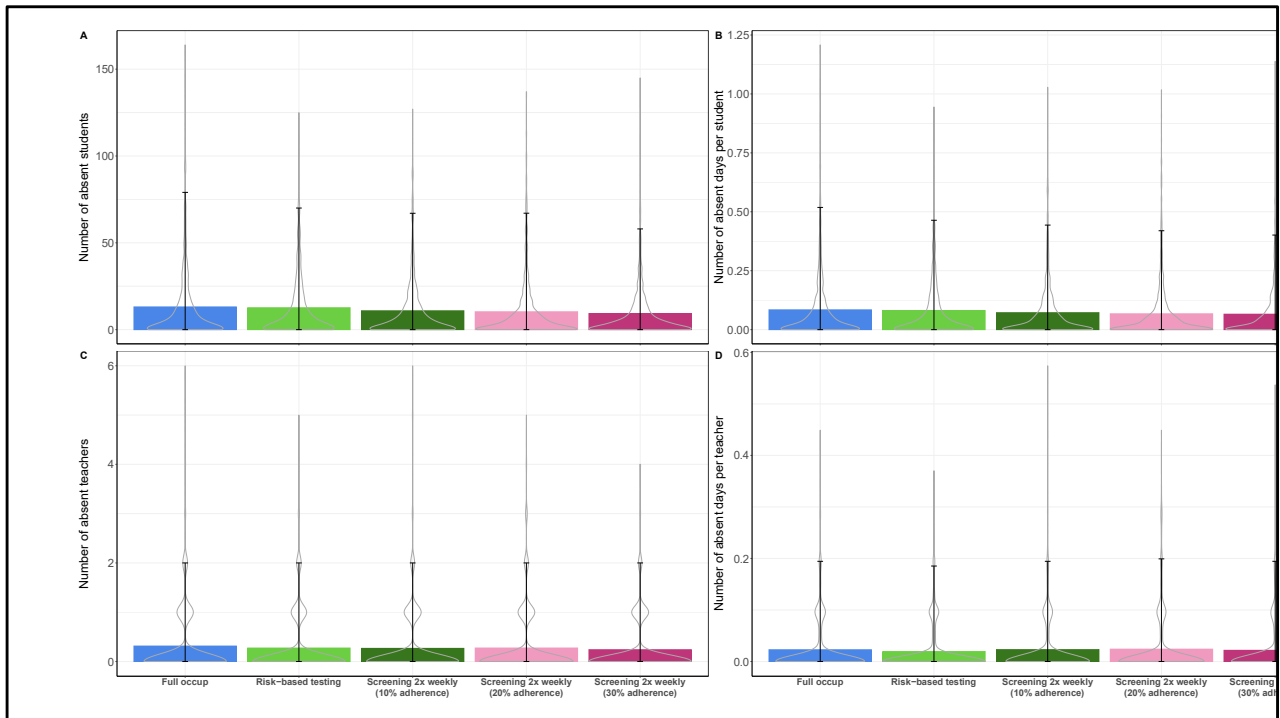 A
Number of absent students
150
100
50
0
B
Number of absent days per student
1.25
1.00
0.75
0.50
0.25
0.00
C
Number of absent teachers
6
4
2
0
Full occup
Risk−based testing
Screening 2x weekly
(10% adherence)
Screening 2x weekly
(20% adherence)
Screening 2x weekly
(30% adherence)
D
Number of absent days per teacher
0.6
0.4
0.2
0.0
Full occup
Risk−based testing
Screening 2x weekly
(10% adherence)
Screening 2x weekly
(20% adherence)
Screening
(30% adh